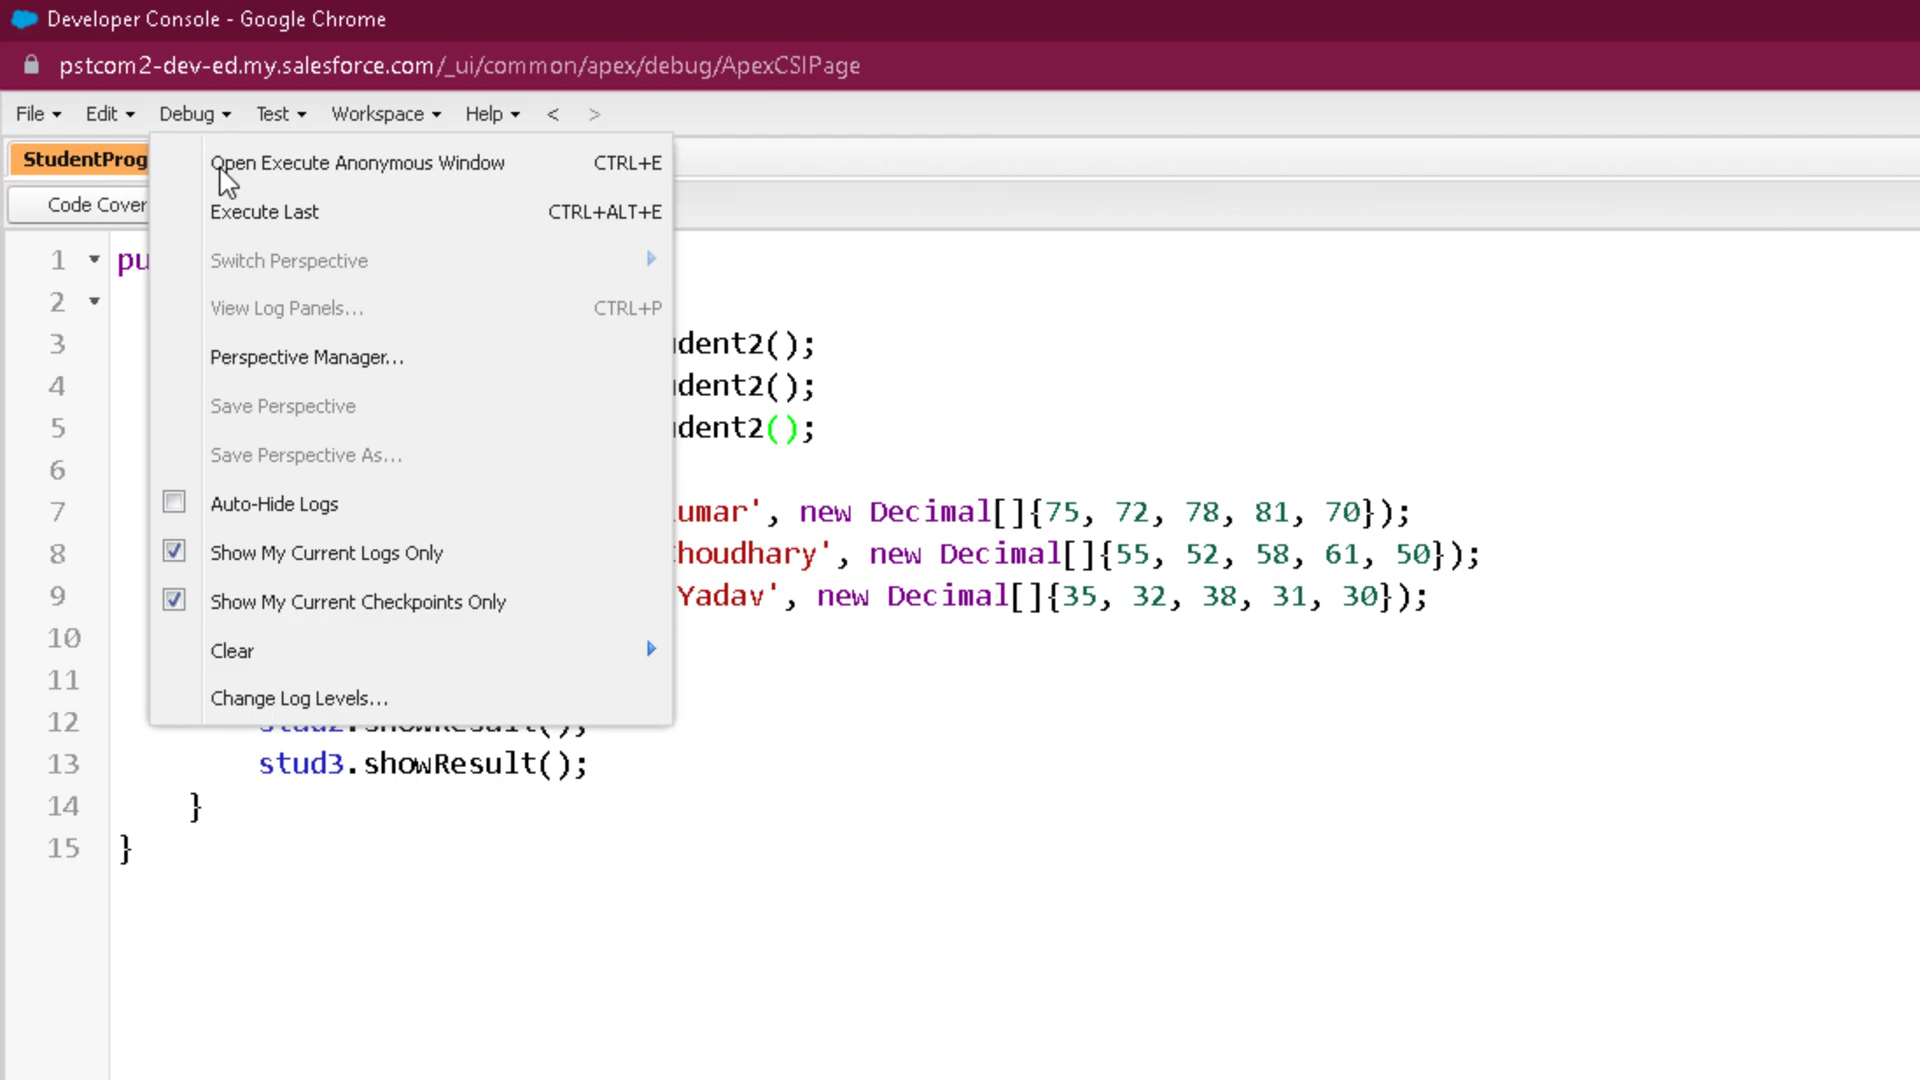 Developer Console - Google Chrome
pstcom2-dev-ed.my.salesforce.com/_ui/common/apex/debug/ApexCSIPage
File Edit Debug Test Workspace Help < >
StudentProg
Open Execute Anonymous Window CTRL+E
Code Cover
Execute Last CTRL+ALT+E
1 pu
Switch Perspective
2
View Log Panels... CTRL+P
3 dent2();
Perspective Manager...
4 dent2();
Save Perspective
5 dent2();
Save Perspective As...
6
Auto-Hide Logs
7 umar', new Decimal[]{75, 72, 78, 81, 70});
Show My Current Logs Only
8 houdhary', new Decimal[]{55, 52, 58, 61, 50});
Show My Current Checkpoints Only
9 Yadav', new Decimal[]{35, 32, 38, 31, 30});
10
Clear
11
Change Log Levels...
12 stud2.showResult();
13 stud3.showResult();
14 }
15 }